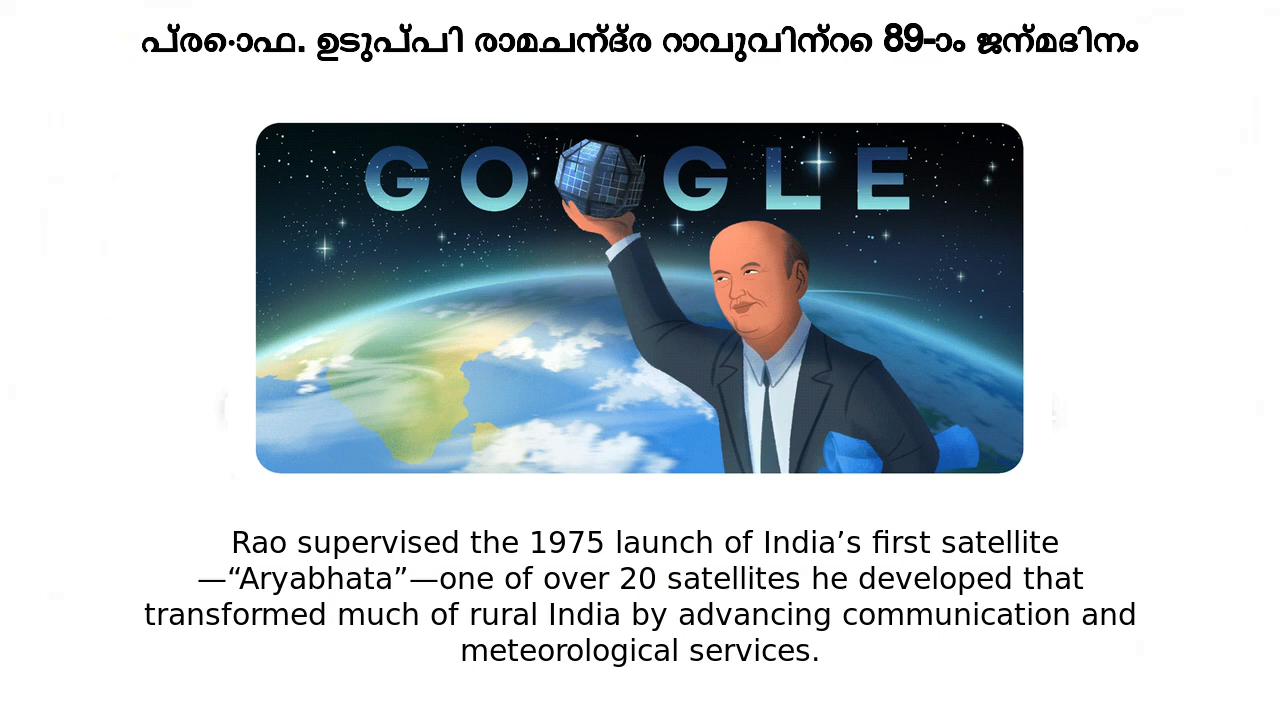 പ്രൊഫ. ഉടുപ്പി രാമചന്ദ്ര റാവുവിന്റെ 89-ാം ജന്മദിനം
GOOGLE
Rao supervised the 1975 launch of India’s first satellite
—“Aryabhata”—one of over 20 satellites he developed that
transformed much of rural India by advancing communication and
meteorological services.